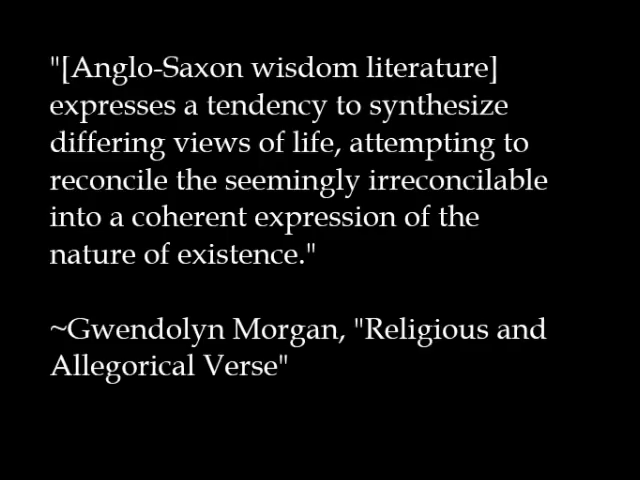 "[Anglo-Saxon wisdom literature]
expresses a tendency to synthesize
differing views of life, attempting to
reconcile the seemingly irreconcilable
into a coherent expression of the
nature of existence."
~Gwendolyn Morgan, "Religious and
Allegorical Verse"